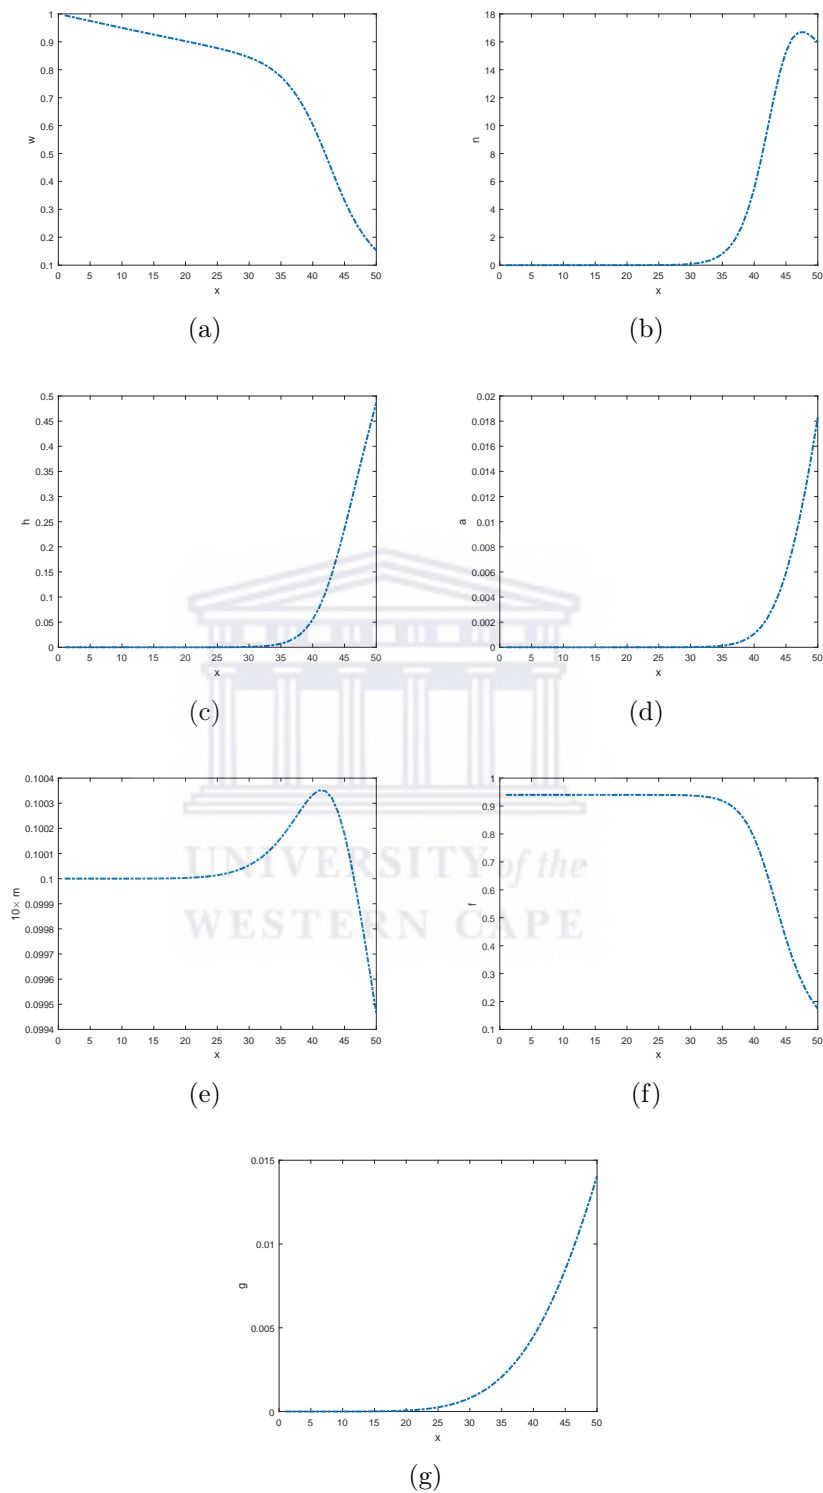 1
0.9
0.8
0.7
0.6
0.5
0.4
0.3
0.2
0.1
w
0 5 10 15 20 25 30 35 40 45 50
x
(a)
18
16
14
12
10
8
6
4
2
0
n
0 5 10 15 20 25 30 35 40 45 50
x
(b)
0.5
0.45
0.4
0.35
0.3
0.25
0.2
0.15
0.1
0.05
0
h
0 5 10 15 20 25 30 35 40 45 50
x
(c)
0.02
0.018
0.016
0.014
0.012
0.01
0.008
0.006
0.004
0.002
0
a
0 5 10 15 20 25 30 35 40 45 50
x
(d)
0.1004
0.1003
0.1002
0.1001
0.1
0.0999
0.0998
0.0997
0.0996
0.0995
0.0994
10× m
0 5 10 15 20 25 30 35 40 45 50
x
(e)
1
0.9
0.8
0.7
0.6
0.5
0.4
0.3
0.2
0.1
f
0 5 10 15 20 25 30 35 40 45 50
x
(f)
UNIVERSITY of the
WESTERN CAPE
0.015
0.01
0.005
0
g
0 5 10 15 20 25 30 35 40 45 50
x
(g)